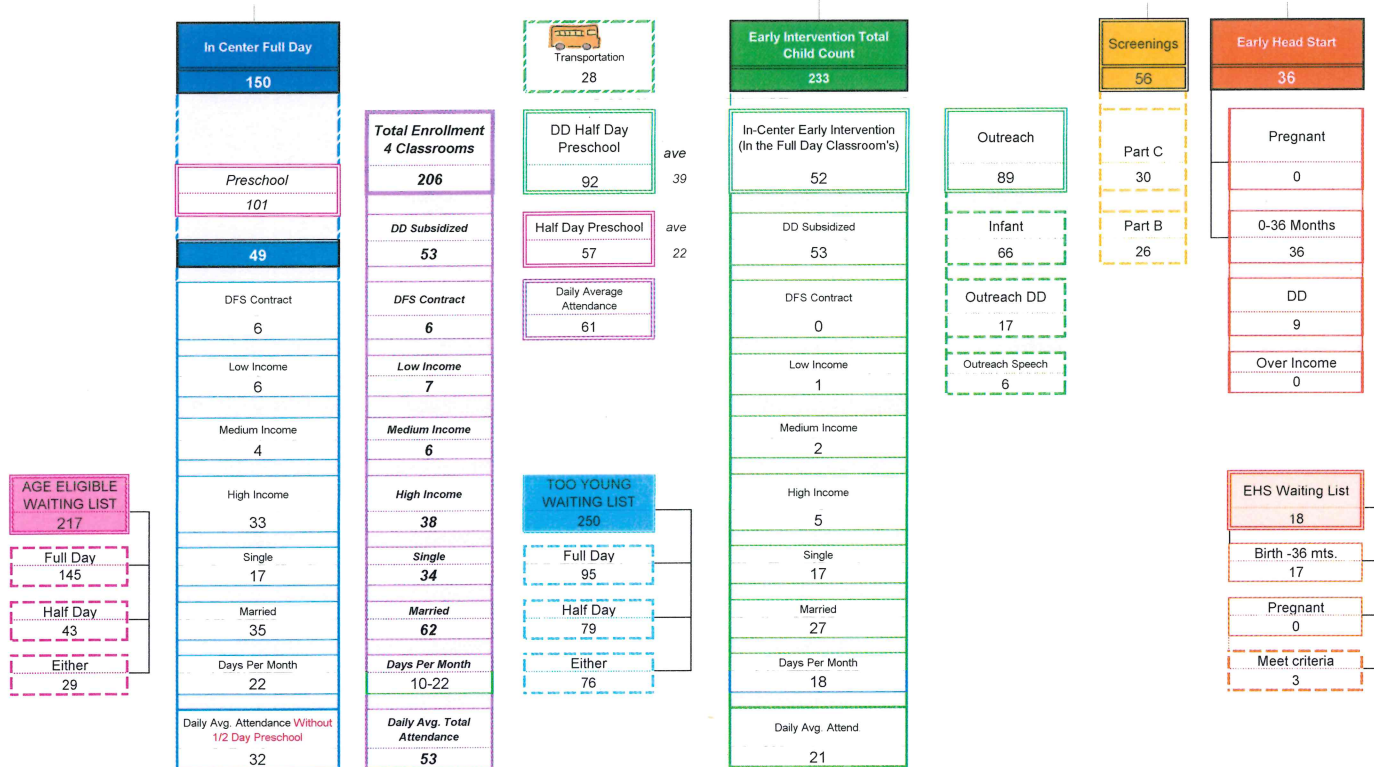 In Center Full Day
150
Preschool
101
49
DFS Contract
6
Low Income
6
Medium Income
4
High Income
33
Single
17
Married
35
Days Per Month
22
Daily Avg. Attendance Without
1/2 Day Preschool
32
AGE ELIGIBLE
WAITING LIST
217
Full Day
145
Half Day
43
Either
29
Total Enrollment
4 Classrooms
206
DD Subsidized
53
DFS Contract
6
Low Income
7
Medium Income
6
High Income
38
Single
34
Married
62
Days Per Month
10-22
Daily Avg. Total
Attendance
53
Transportation
28
DD Half Day
Preschool
92
ave
39
Half Day Preschool
57
ave
22
Daily Average
Attendance
61
TOO YOUNG
WAITING LIST
250
Full Day
95
Half Day
79
Either
76
Early Intervention Total
Child Count
233
In-Center Early Intervention
(In the Full Day Classroom's)
52
DD Subsidized
53
DFS Contract
0
Low Income
1
Medium Income
2
High Income
5
Single
17
Married
27
Days Per Month
18
Daily Avg. Attend
21
Outreach
89
Infant
66
Outreach DD
17
Outreach Speech
6
Screenings
56
Part C
30
Part B
26
Early Head Start
36
Pregnant
0
0-36 Months
36
DD
9
Over Income
0
EHS Waiting List
18
Birth -36 mts.
17
Pregnant
0
Meet criteria
3